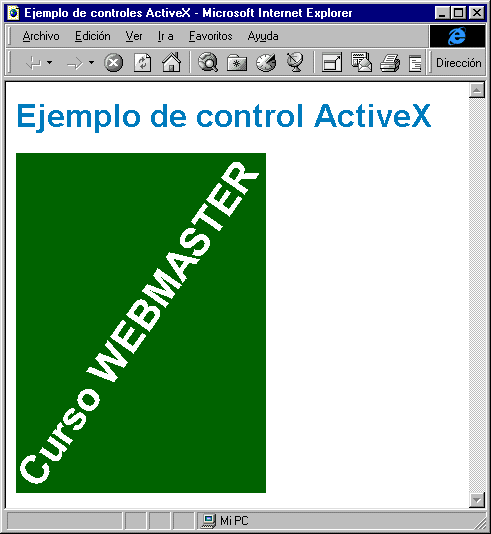 Ejemplo de controles ActiveX - Microsoft Internet Explorer
Archivo Edición Ver Ir a Favoritos Ayuda
Dirección
Ejemplo de control ActiveX
Curso WEBMASTER
Mi PC